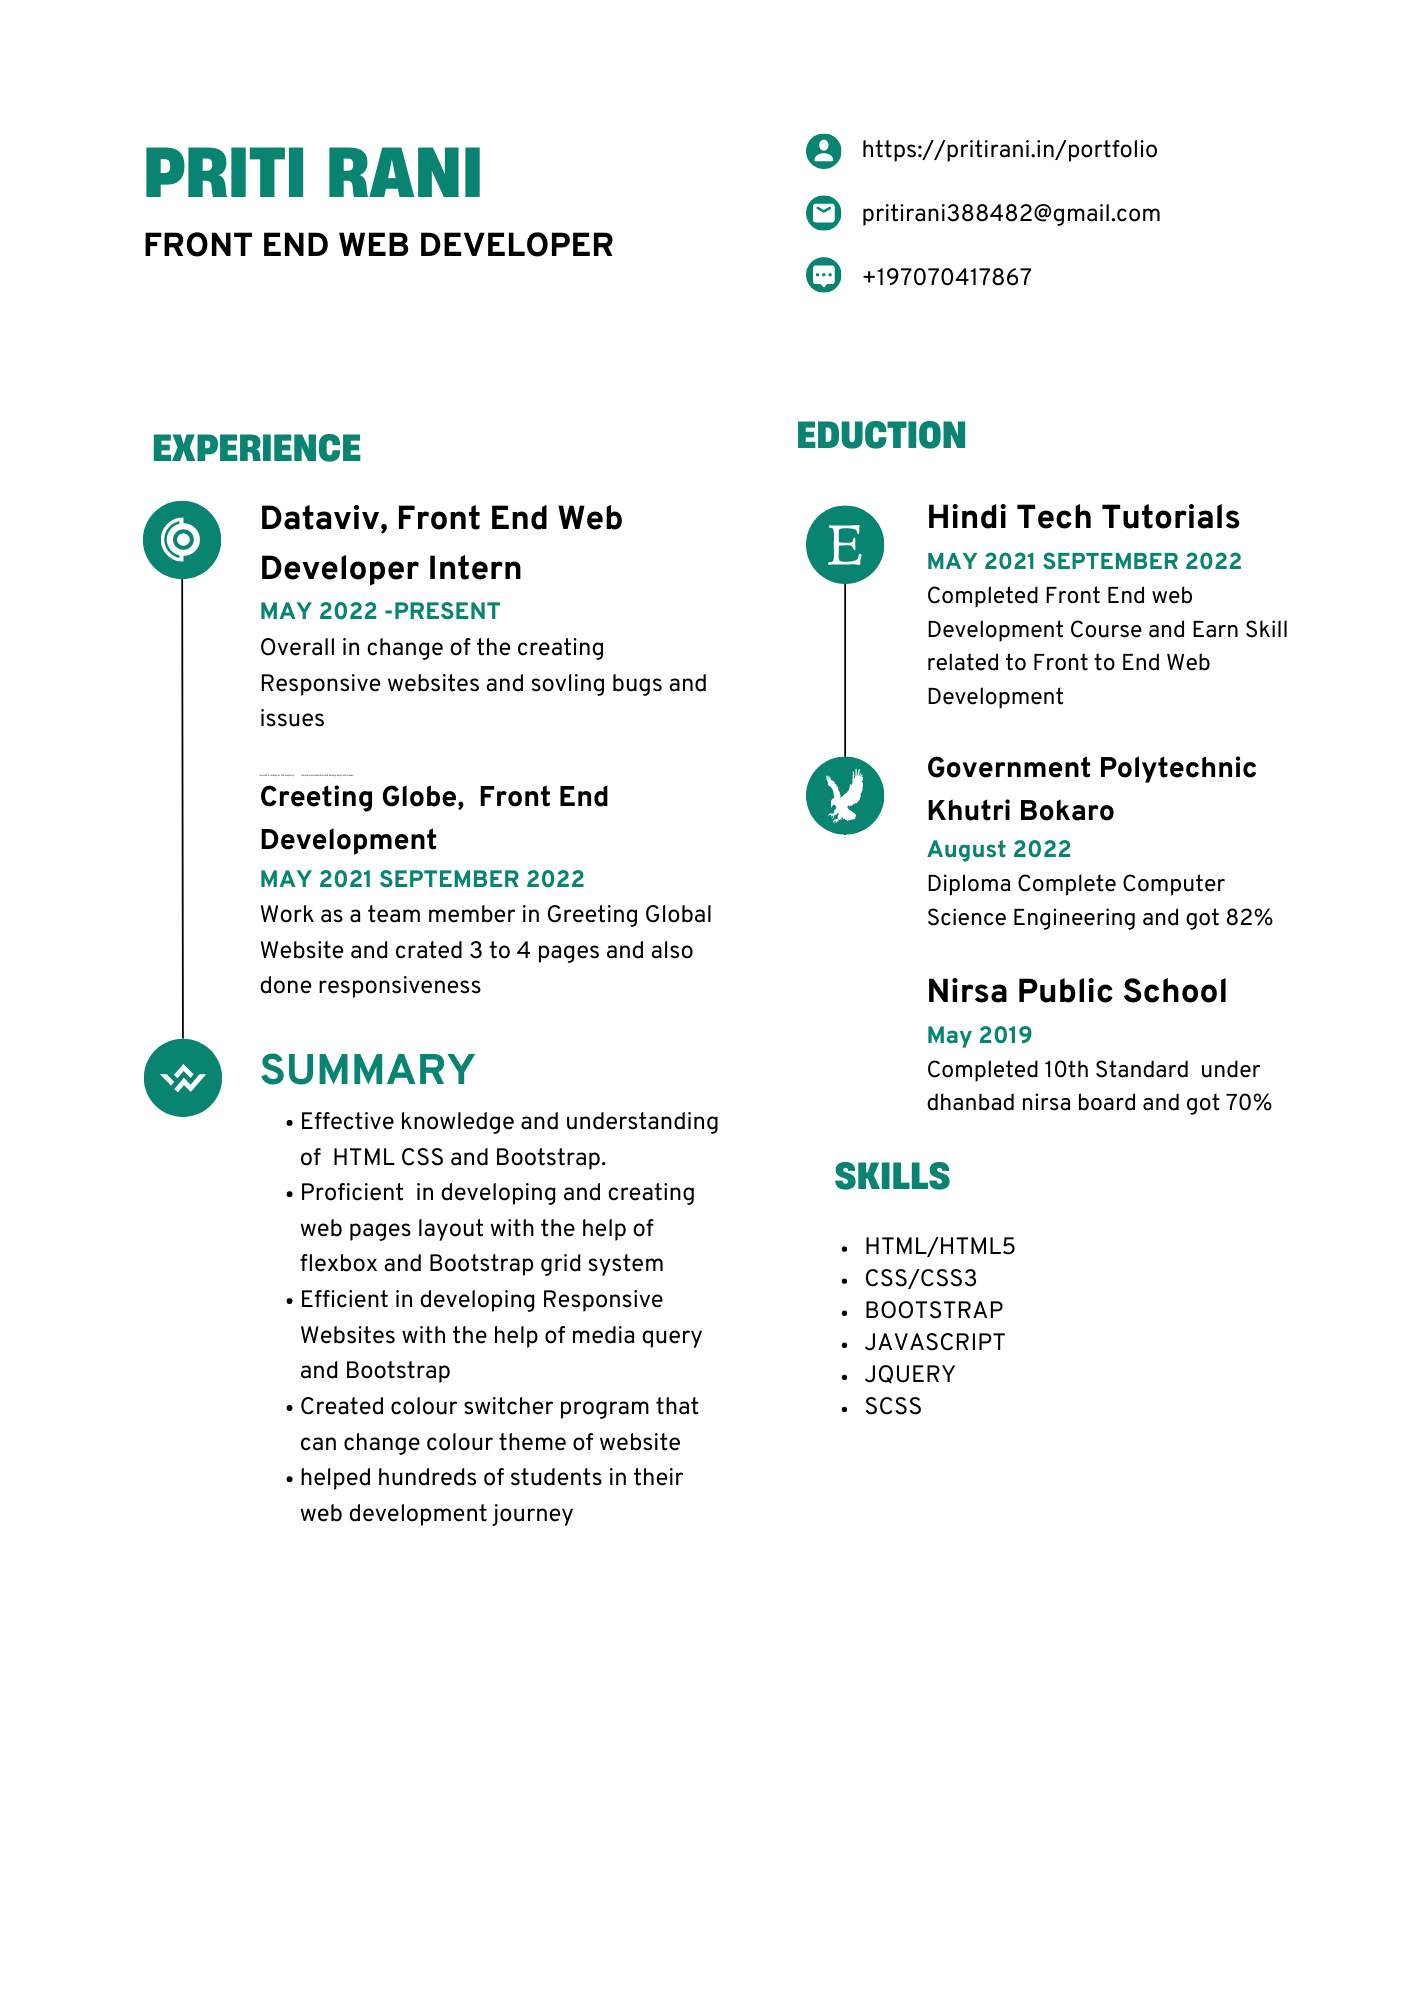 PRITI RANI
FRONT END WEB DEVELOPER
https://pritirani.in/portfolio
pritirani388482@gmail.com
+197070417867
EXPERIENCE
Dataviv, Front End Web
Developer Intern
MAY 2022 -PRESENT
Overall in change of the creating
Responsive websites and sovling bugs and
issues
Creeting Globe,  Front End
Development
MAY 2021 SEPTEMBER 2022
Work as a team member in Greeting Global
Website and crated 3 to 4 pages and also
done responsiveness
SUMMARY
• Effective knowledge and understanding
of  HTML CSS and Bootstrap.
• Proficient  in developing and creating
web pages layout with the help of
flexbox and Bootstrap grid system
• Efficient in developing Responsive
Websites with the help of media query
and Bootstrap
• Created colour switcher program that
can change colour theme of website
• helped hundreds of students in their
web development journey
EDUCTION
E
Hindi Tech Tutorials
MAY 2021 SEPTEMBER 2022
Completed Front End web
Development Course and Earn Skill
related to Front to End Web
Development
Government Polytechnic
Khutri Bokaro
August 2022
Diploma Complete Computer
Science Engineering and got 82%
Nirsa Public School
May 2019
Completed 10th Standard  under
dhanbad nirsa board and got 70%
SKILLS
• HTML/HTML5
• CSS/CSS3
• BOOTSTRAP
• JAVASCRIPT
• JQUERY
• SCSS